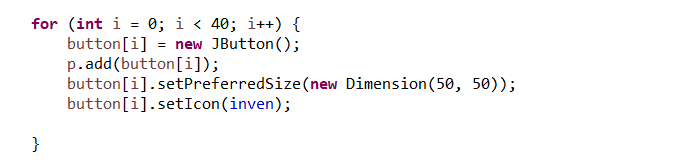 for (int i = 0; i < 40; i++) {
    button[i] = new JButton();
    p.add(button[i]);
    button[i].setPreferredSize(new Dimension(50, 50));
    button[i].setIcon(inven);

}